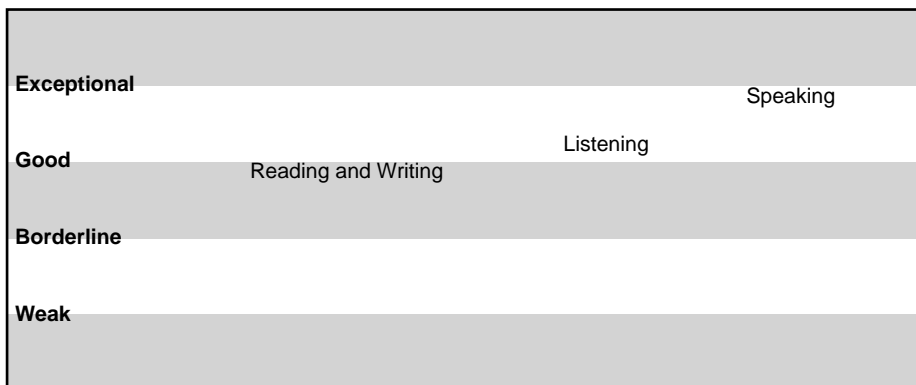 Exceptional
Speaking
Listening
Good
Reading and Writing
Borderline
Weak